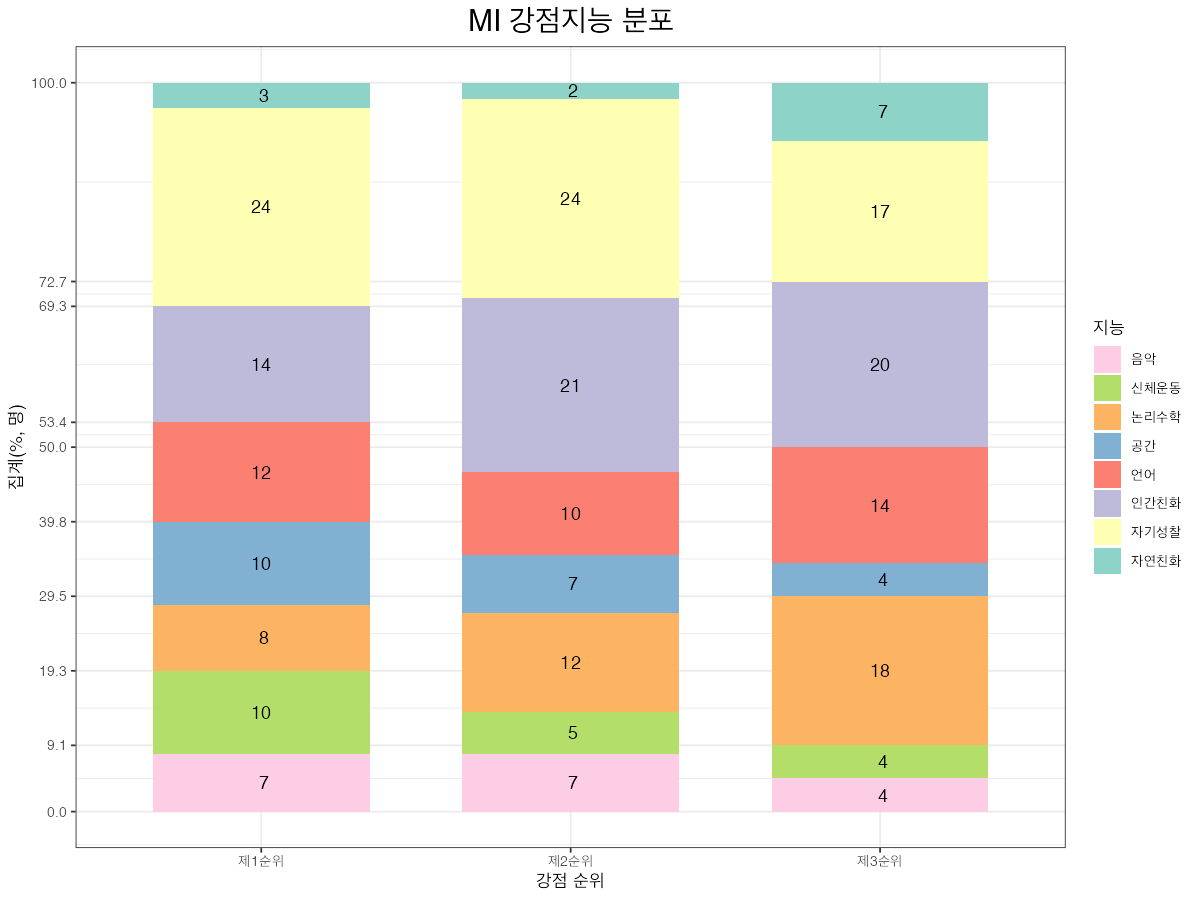 MI 강점지능 분포
집계(%, 명)
100.0
72.7
69.3
53.4
50.0
39.8
29.5
19.3
9.1
0.0
3
24
14
12
10
8
10
7
2
24
21
10
7
12
5
7
7
17
20
14
4
18
4
4
제1순위
제2순위
제3순위
강점 순위
지능
음악
신체운동
논리수학
공간
언어
인간친화
자기성찰
자연친화